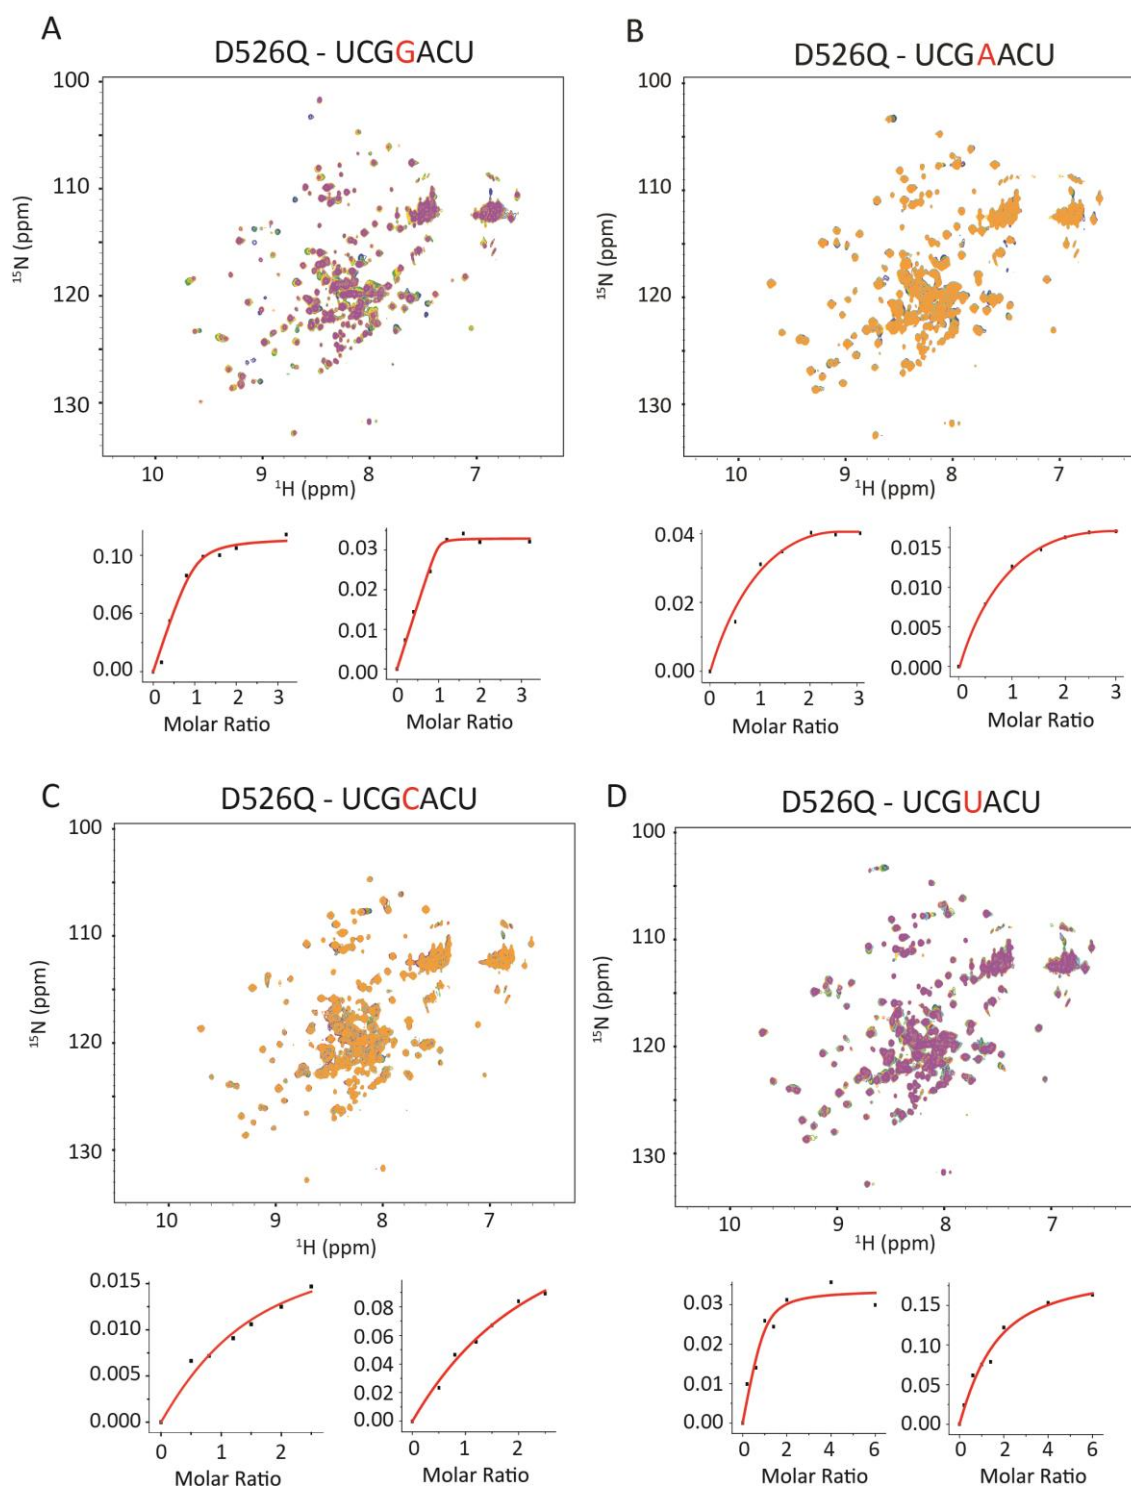 A
D526Q - UCGGACU
100
110
120
130
¹⁵N (ppm)
10 9 8 7
¹H (ppm)
0.10
0.06
0.00
0 1 2 3
Molar Ratio
0.03
0.02
0.01
0.00
0 1 2 3
Molar Ratio
B
D526Q - UCGAACU
100
110
120
130
¹⁵N (ppm)
10 9 8 7
¹H (ppm)
0.04
0.02
0.00
0 1 2 3
Molar Ratio
0.015
0.010
0.005
0.000
0 1 2 3
Molar Ratio
C
D526Q - UCGCACU
100
110
120
130
¹⁵N (ppm)
10 9 8 7
¹H (ppm)
0.015
0.010
0.005
0.000
0 1 2
Molar Ratio
0.08
0.06
0.04
0.02
0.00
0 1 2
Molar Ratio
D
D526Q - UCGUACU
100
110
120
130
¹⁵N (ppm)
10 9 8 7
¹H (ppm)
0.03
0.02
0.01
0.00
0 2 4 6
Molar Ratio
0.15
0.10
0.05
0.00
0 2 4 6
Molar Ratio